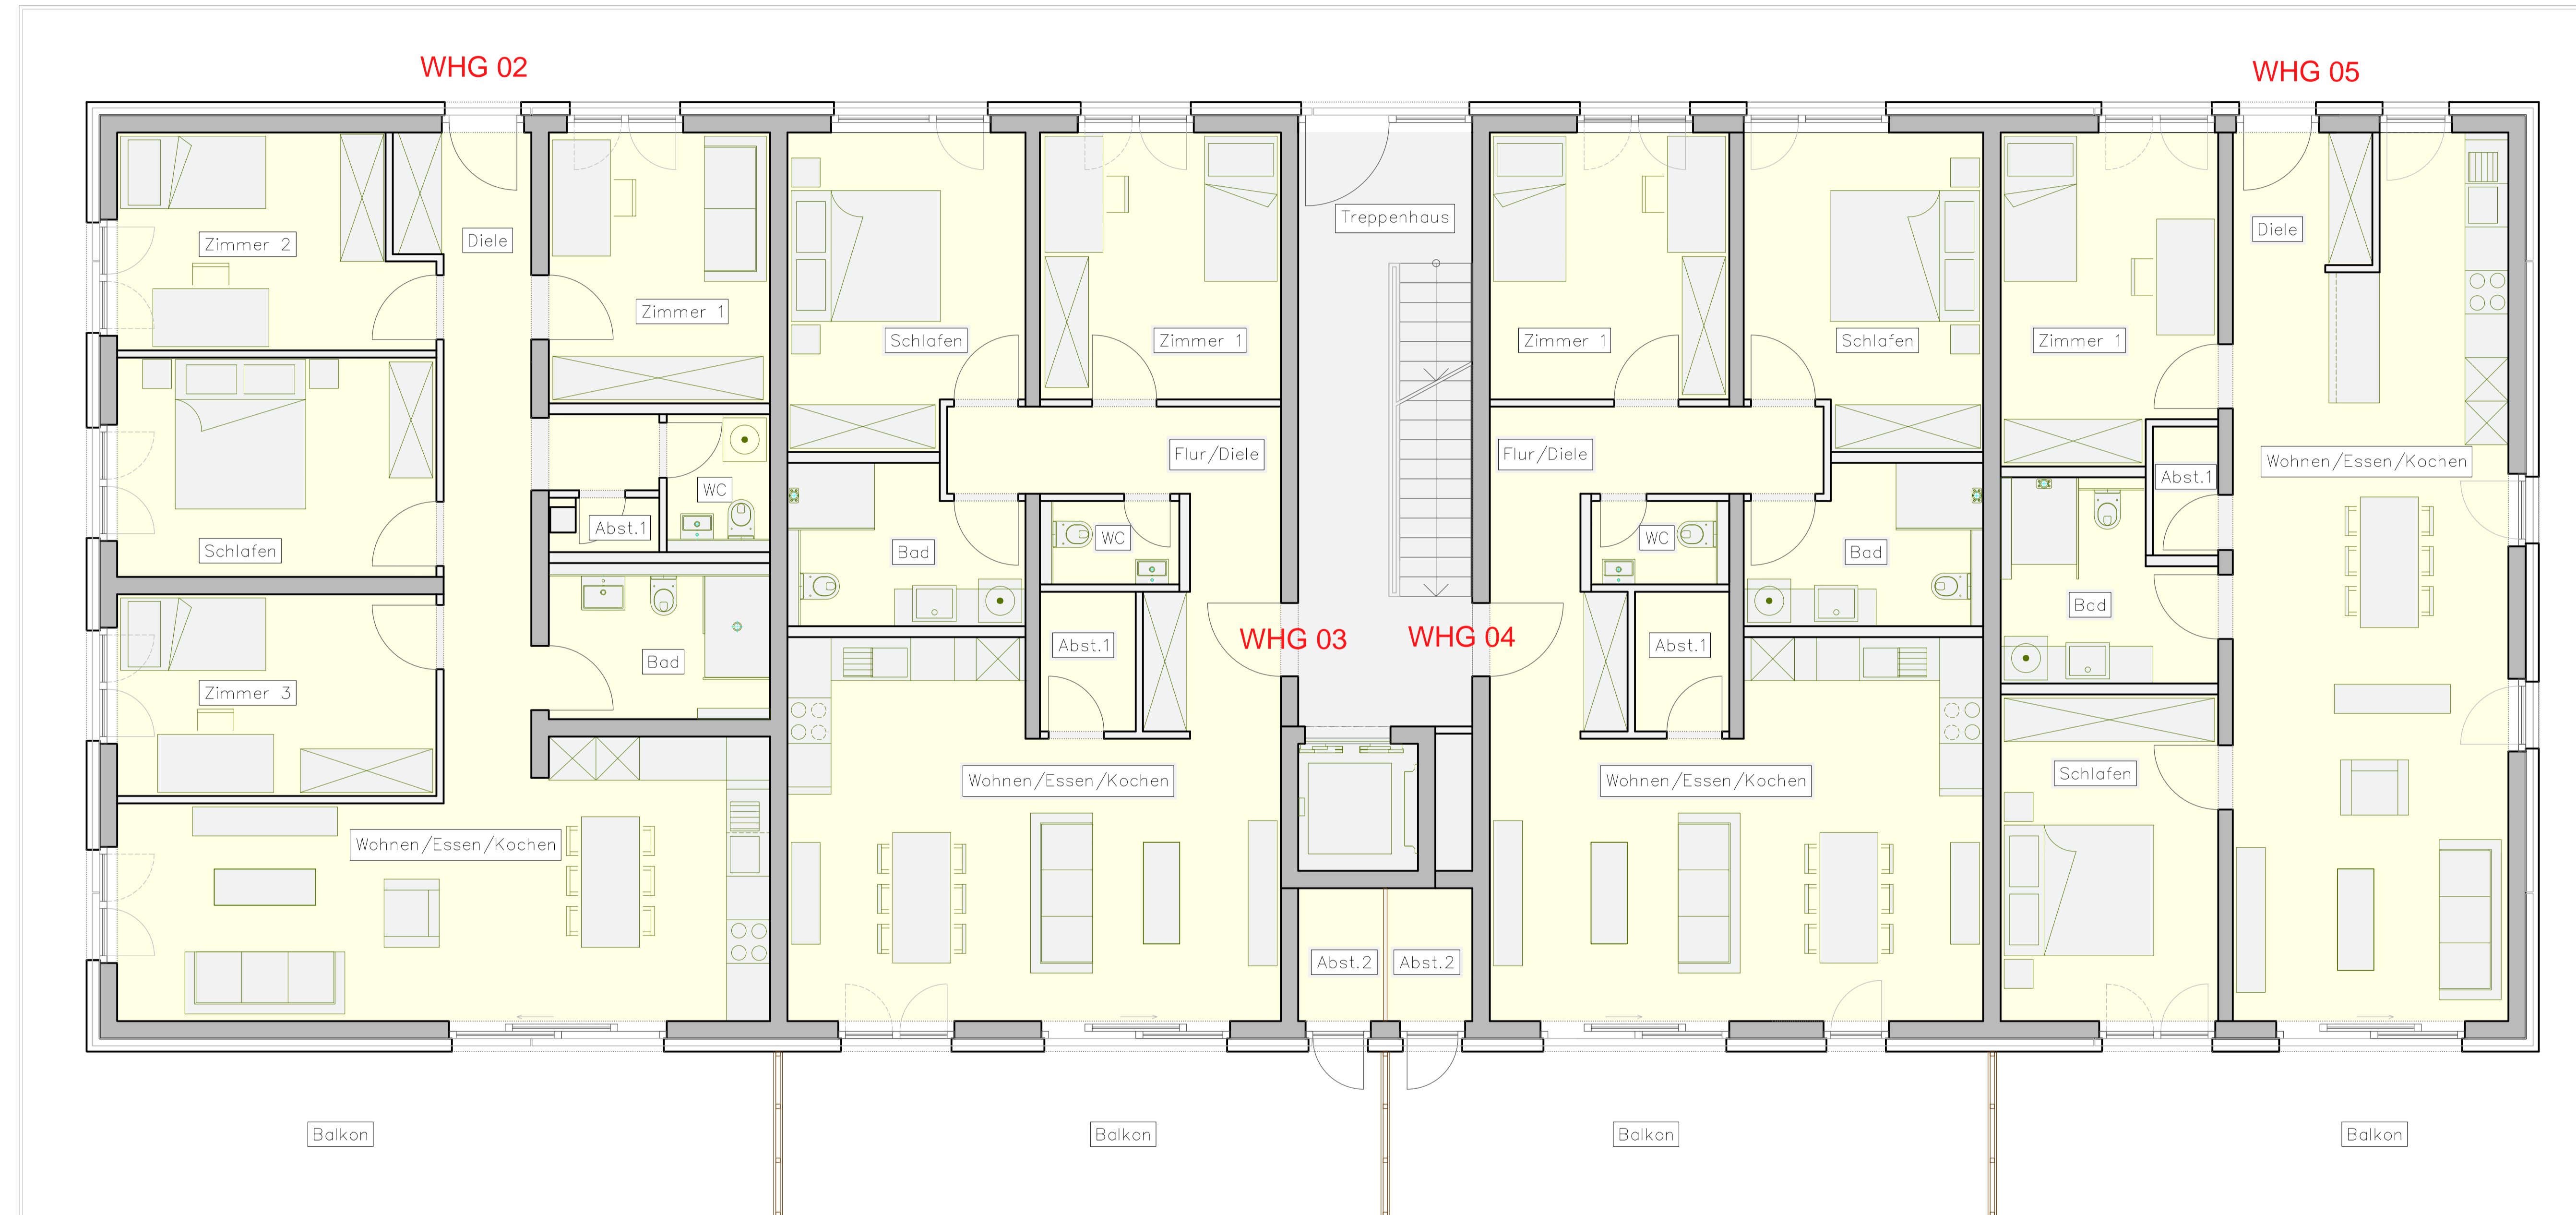 WHG 02
WHG 05
Treppenhaus
Zimmer 2
Diele
Diele
Zimmer 1
Schlafen
Zimmer 1
Zimmer 1
Schlafen
Zimmer 1
Flur/Diele
Flur/Diele
Wohnen/Essen/Kochen
WC
Abst.1
Abst.1
Schlafen
Bad
WC
WC
Bad
Bad
WHG 03
WHG 04
Abst.1
Abst.1
Bad
Zimmer 3
Wohnen/Essen/Kochen
Wohnen/Essen/Kochen
Schlafen
Wohnen/Essen/Kochen
Abst.2
Abst.2
Balkon
Balkon
Balkon
Balkon